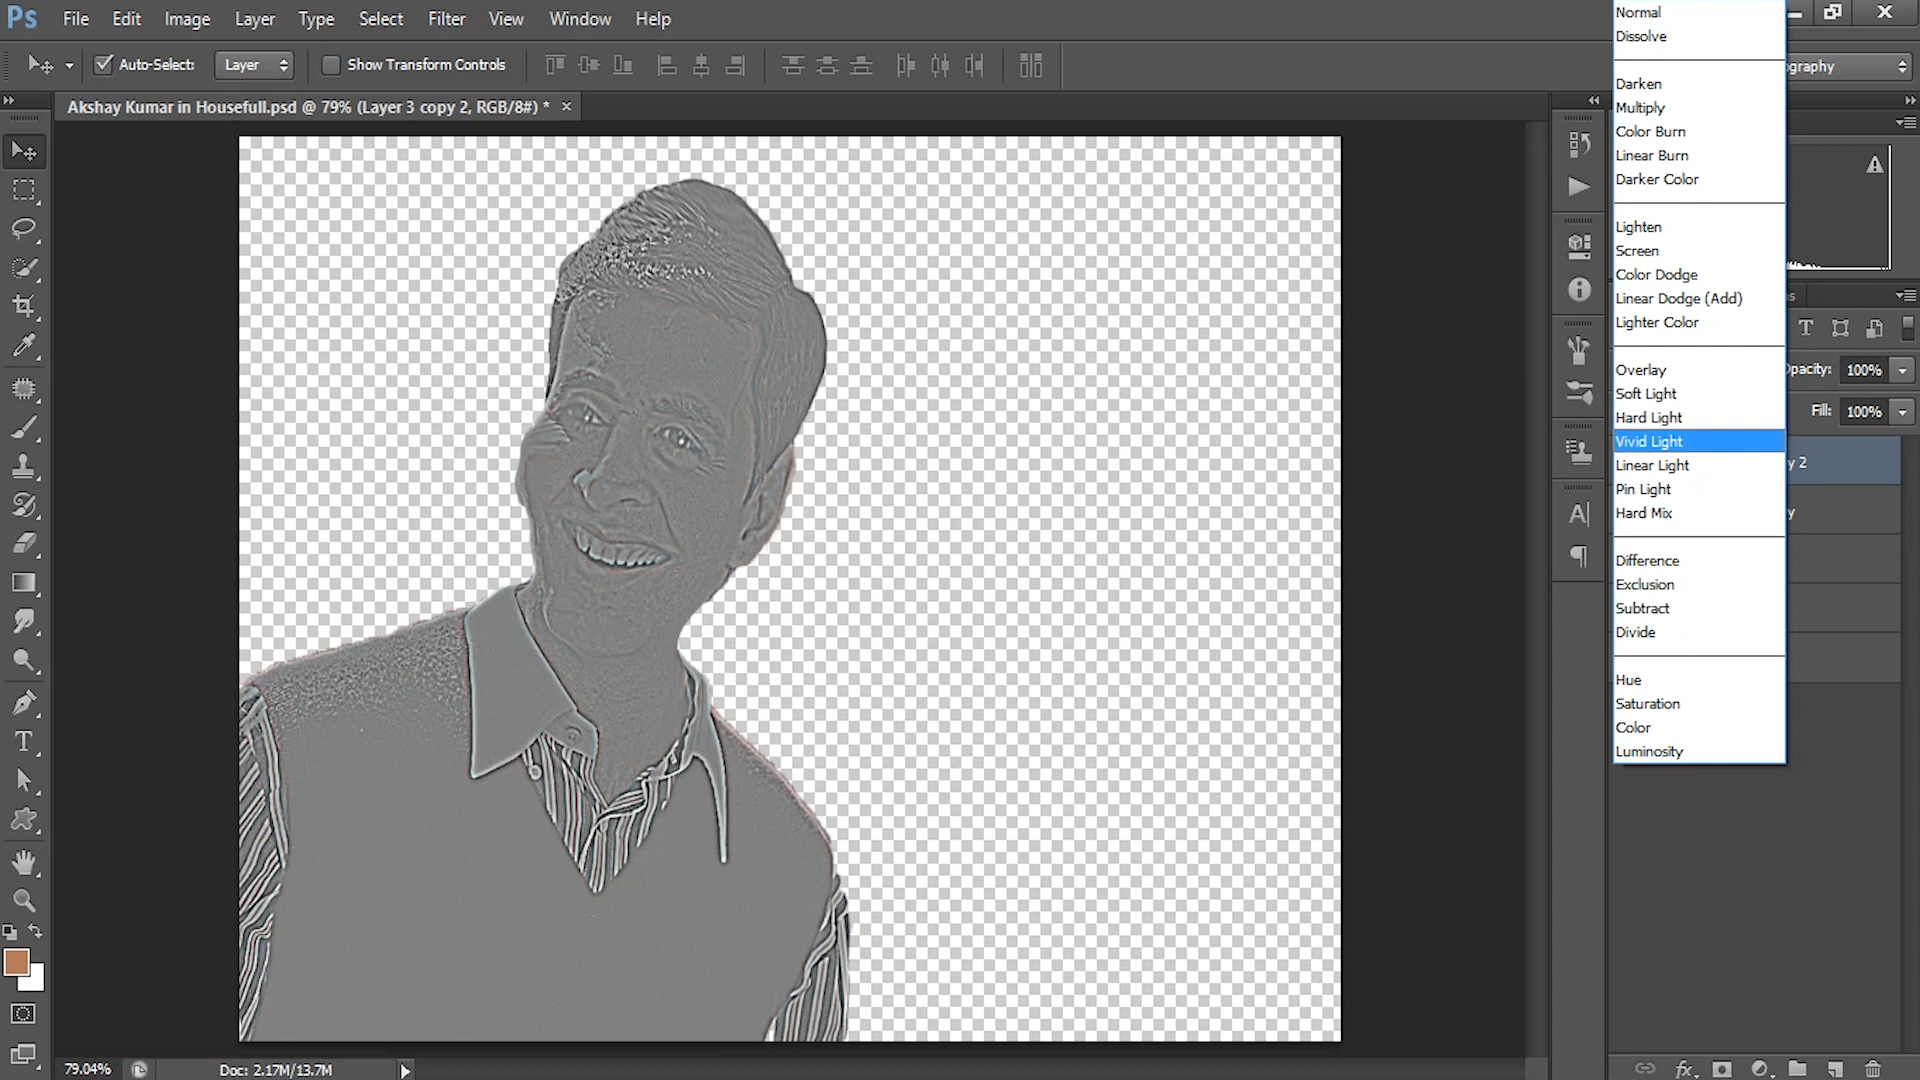 Ps File Edit Image Layer Type Select Filter View Window Help
Auto-Select: Layer Show Transform Controls
Akshay Kumar in Housefull.psd @ 79% (Layer 3 copy 2, RGB/8#) * ×
Normal
Dissolve
Darken
Multiply
Color Burn
Linear Burn
Darker Color
Lighten
Screen
Color Dodge
Linear Dodge (Add)
Lighter Color
Overlay
Soft Light
Hard Light
Vivid Light
Linear Light
Pin Light
Hard Mix
Difference
Exclusion
Subtract
Divide
Hue
Saturation
Color
Luminosity
ography
pacity: 100%
Fill: 100%
y 2
y
79.04% Doc: 2.17M/13.7M
fx